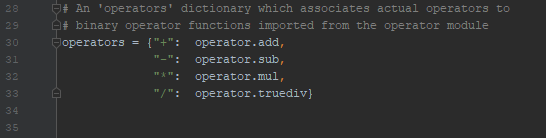 28 # An 'operators' dictionary which associates actual operators to
29 # binary operator functions imported from the operator module
30 operators = {"+":  operator.add,
31              "-":  operator.sub,
32              "*":  operator.mul,
33              "/":  operator.truediv}
34
35